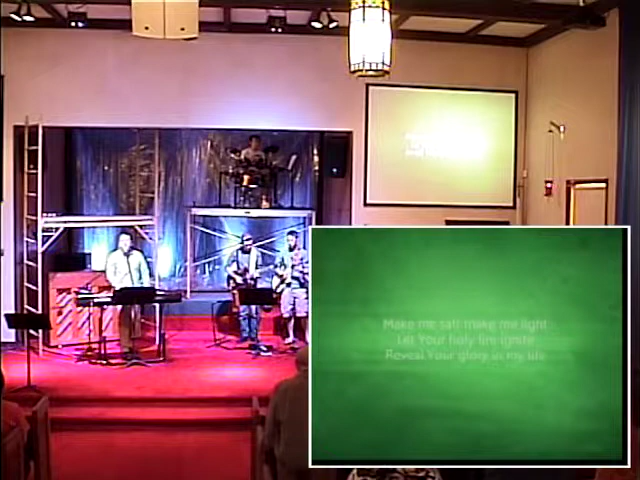 Make me salt make me light
Let Your holy fire ignite
Reveal Your glory in my life